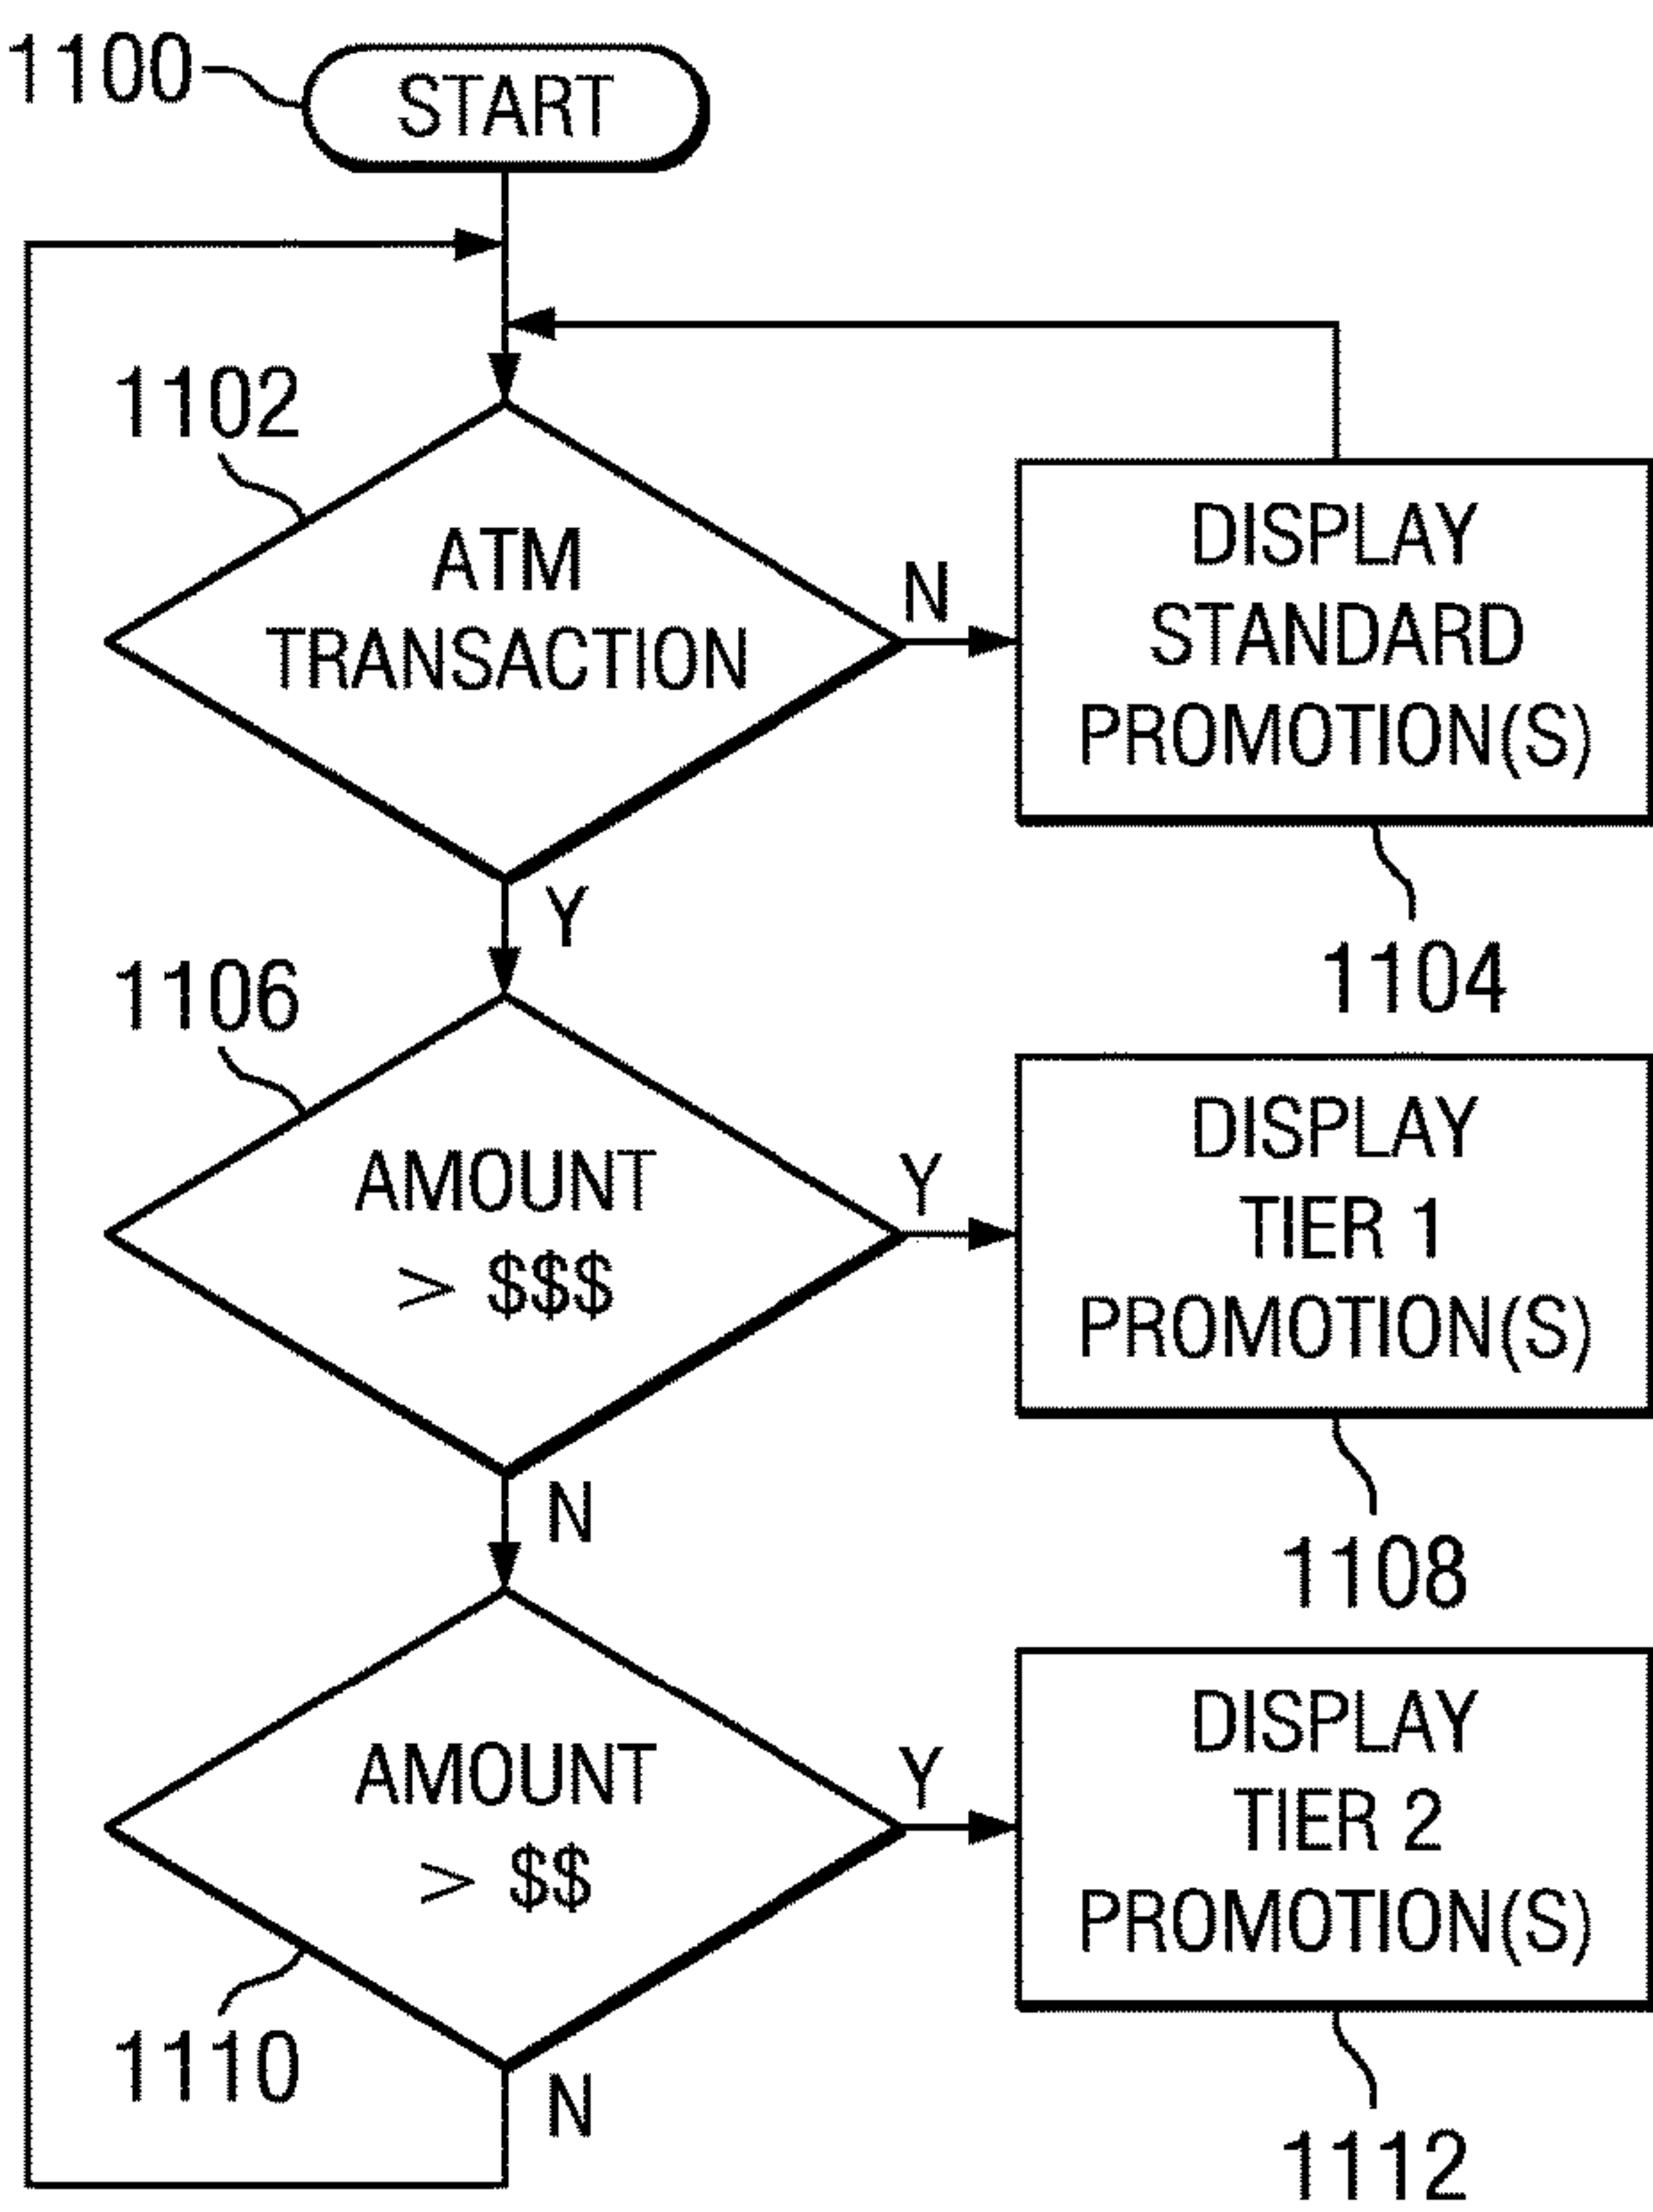 1100
START
1102
ATM
TRANSACTION
N
DISPLAY
STANDARD
PROMOTION(S)
1104
Y
1106
AMOUNT
> $$$
Y
DISPLAY
TIER 1
PROMOTION(S)
1108
N
AMOUNT
> $$
Y
DISPLAY
TIER 2
PROMOTION(S)
1110
N
1112